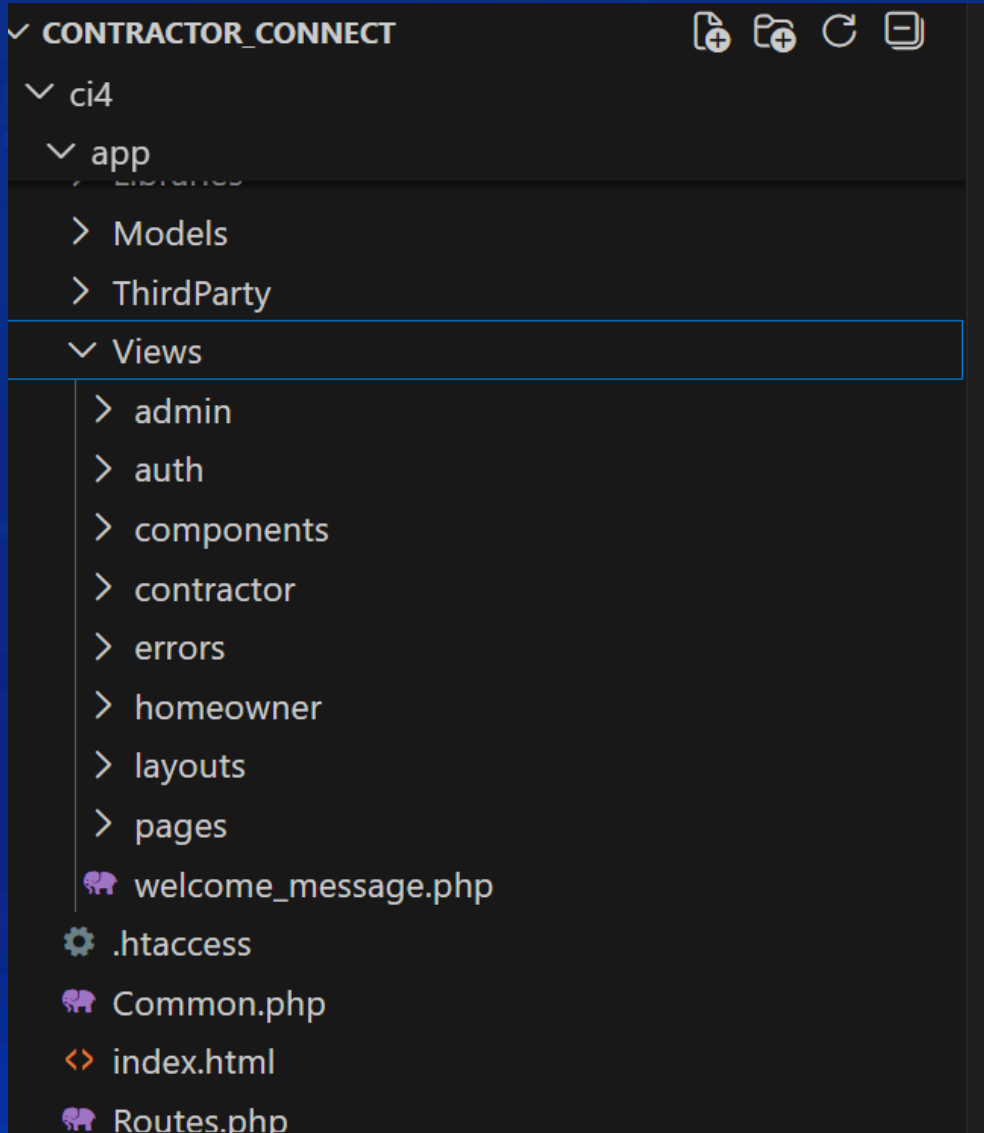 CONTRACTOR_CONNECT
ci4
app
Libraries
Models
ThirdParty
Views
admin
auth
components
contractor
errors
homeowner
layouts
pages
welcome_message.php
.htaccess
Common.php
index.html
Routes.php